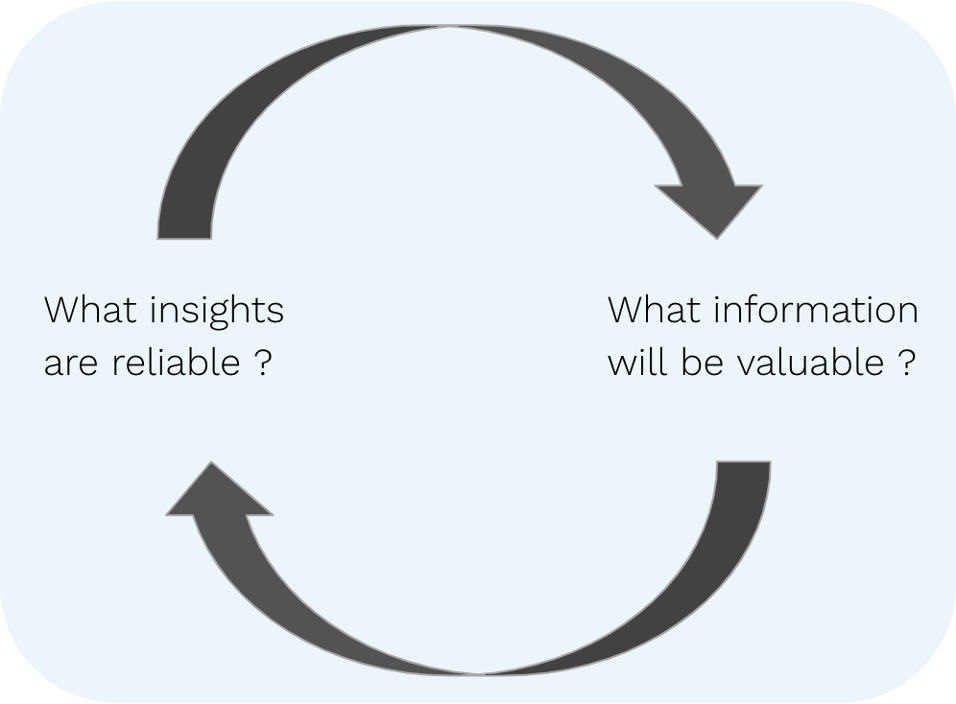 What insights
are reliable ?
What information
will be valuable ?